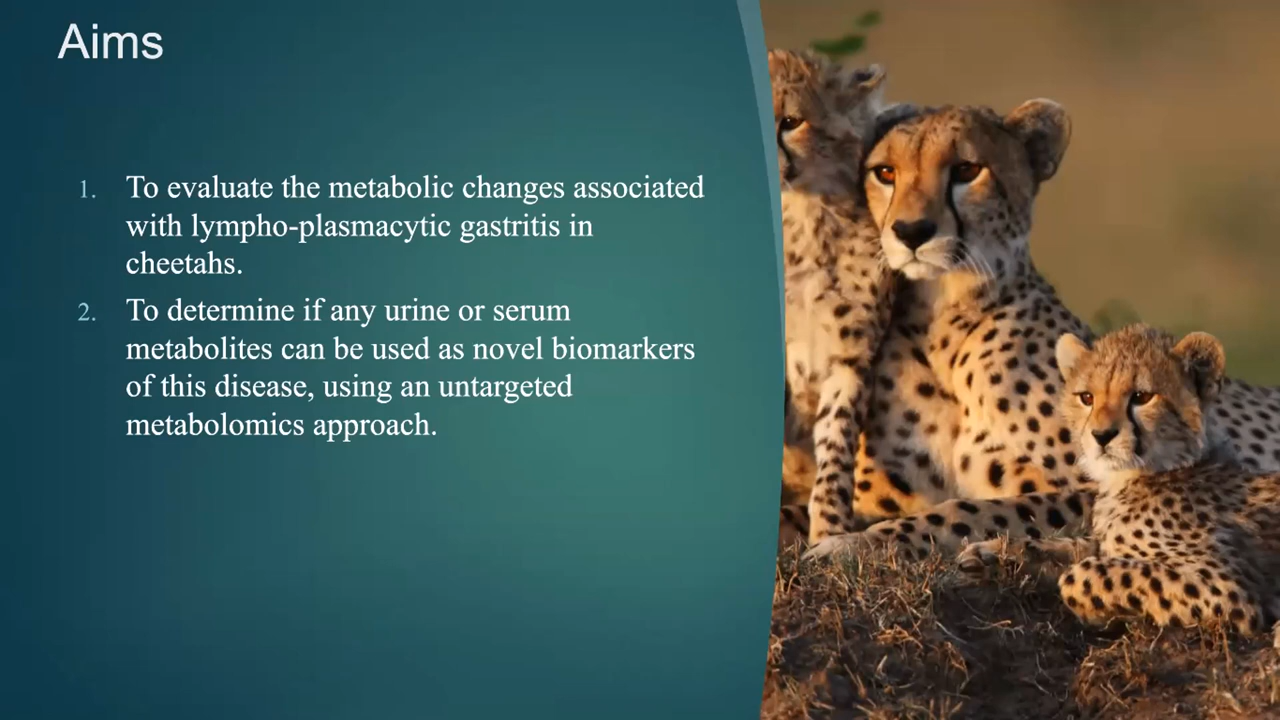 Aims
1. To evaluate the metabolic changes associated
with lympho-plasmacytic gastritis in
cheetahs.
2. To determine if any urine or serum
metabolites can be used as novel biomarkers
of this disease, using an untargeted
metabolomics approach.